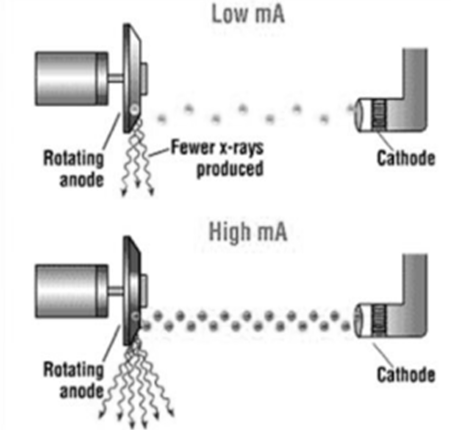 Low mA
Rotating
anode
Fewer x-rays
produced
Cathode
High mA
Rotating
anode
Cathode